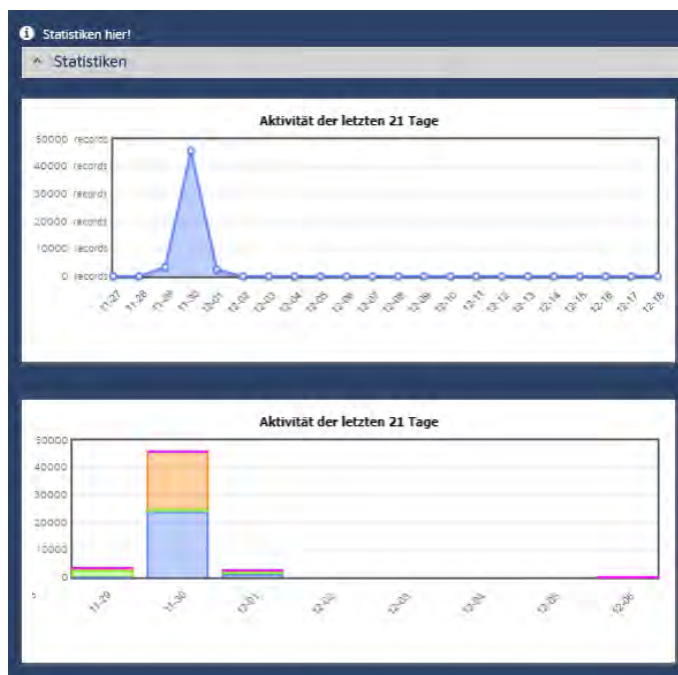 Statistiken hier!
Statistiken
Aktivität der letzten 21 Tage
50000 records
40000 records
30000 records
20000 records
10000 records
0 records
11-27 11-28 11-29 11-30 12-01 12-02 12-03 12-04 12-05 12-06 12-07 12-08 12-09 12-10 12-11 12-12 12-13 12-14 12-15 12-16 12-17 12-18
Aktivität der letzten 21 Tage
50000
40000
30000
20000
10000
0
11-29 11-30 12-01 12-02 12-03 12-04 12-05 12-06